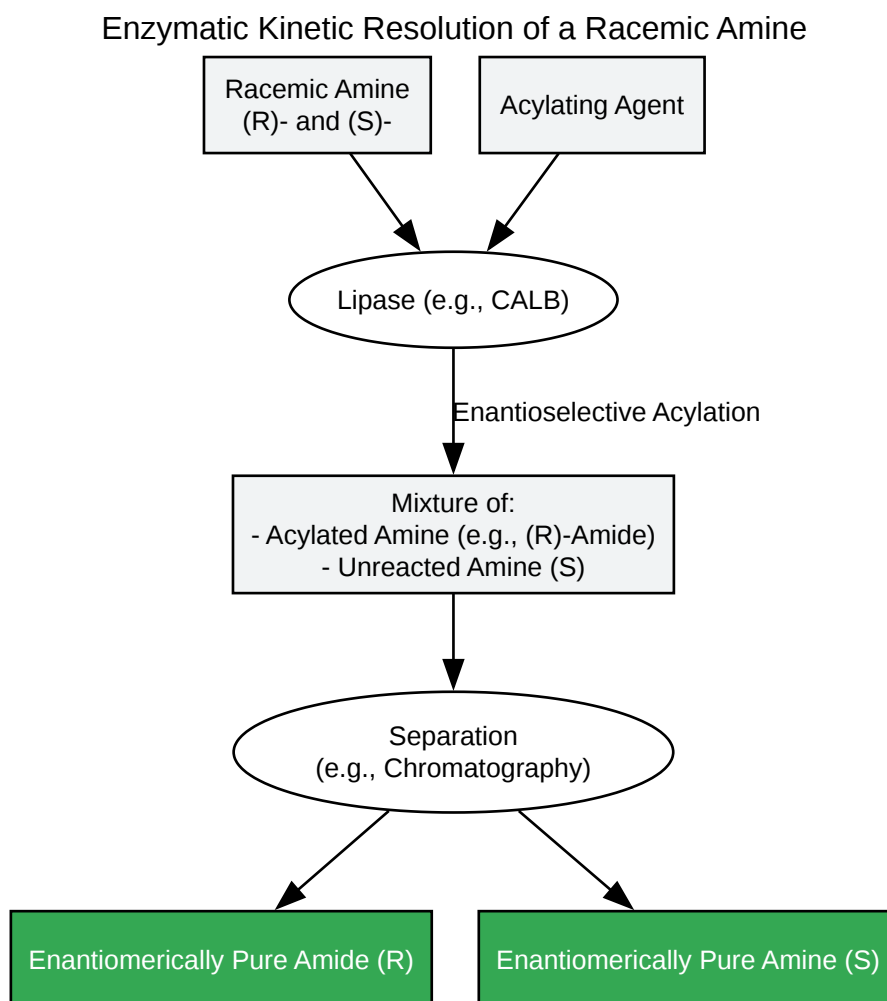 Enzymatic Kinetic Resolution of a Racemic Amine
Racemic Amine
(R)- and (S)-
Acylating Agent
Lipase (e.g., CALB)
Enantioselective Acylation
Mixture of:
- Acylated Amine (e.g., (R)-Amide)
- Unreacted Amine (S)
Separation
(e.g., Chromatography)
Enantiomerically Pure Amide (R)
Enantiomerically Pure Amine (S)